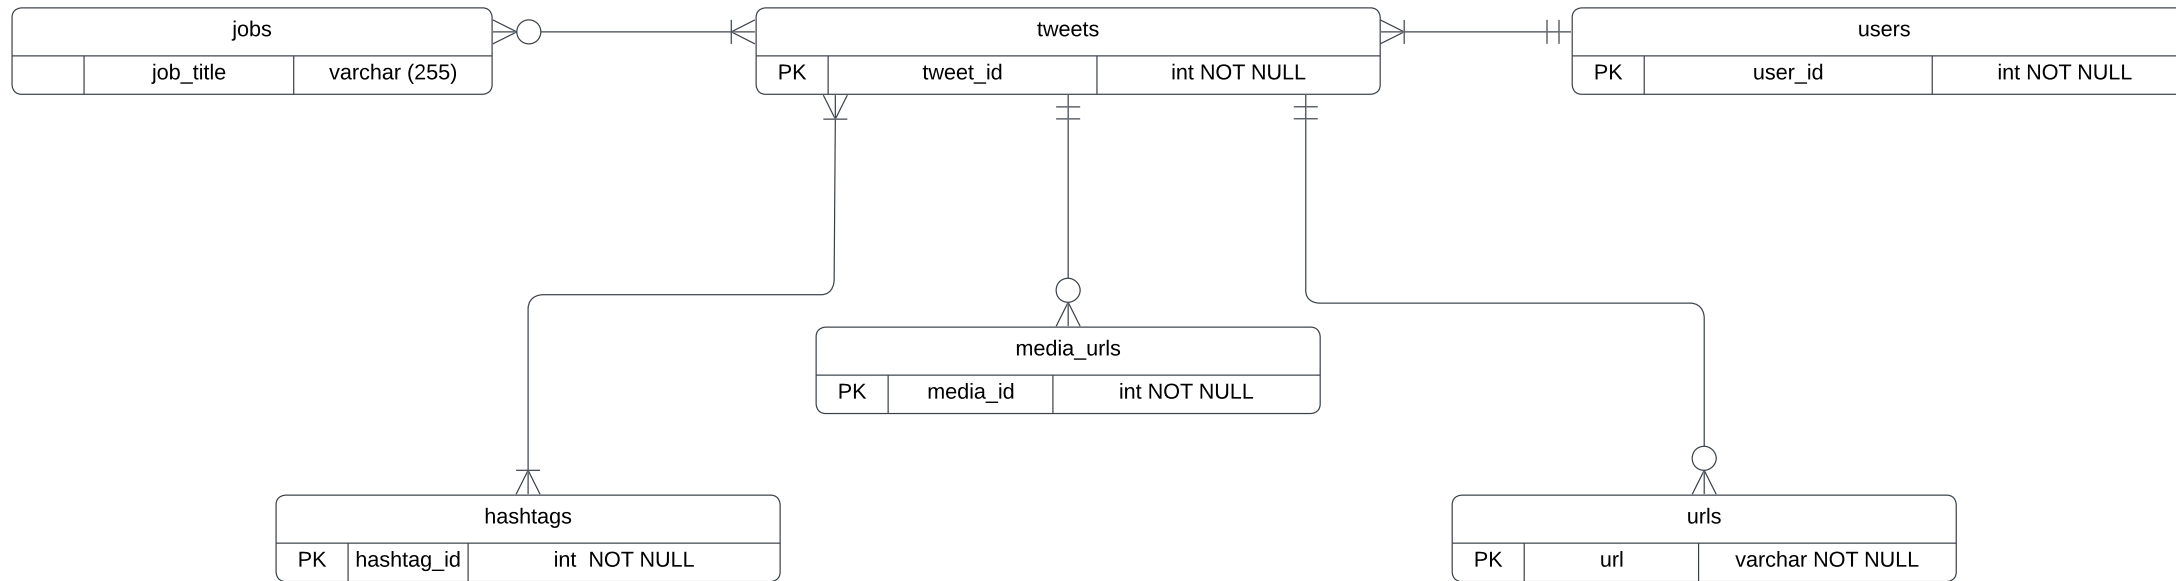 jobs
job_title varchar (255)
tweets
PK tweet_id int NOT NULL
users
PK user_id int NOT NULL
media_urls
PK media_id int NOT NULL
hashtags
PK hashtag_id int NOT NULL
urls
PK url varchar NOT NULL